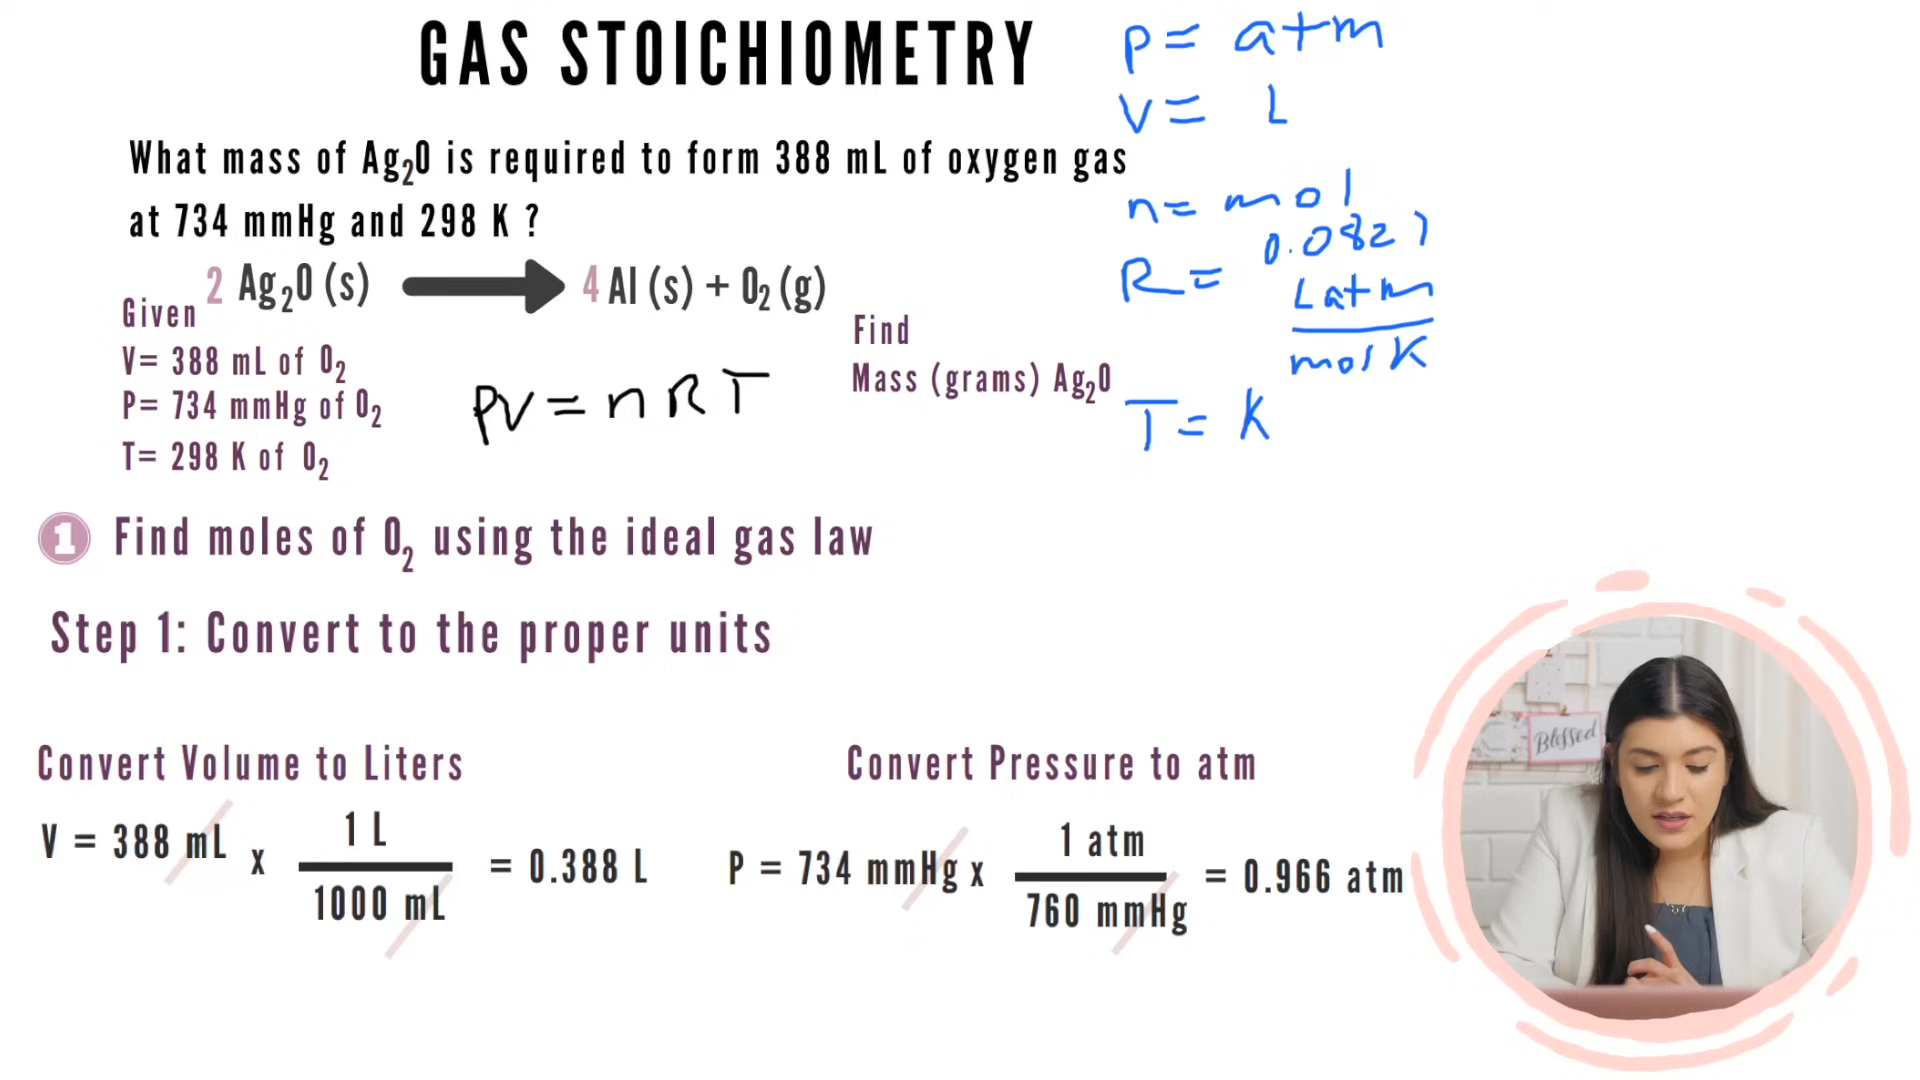 GAS STOICHIOMETRY
P = atm
V = L
n = mol
R = 0.0821
L atm
mol K
T = K
What mass of Ag₂O is required to form 388 mL of oxygen gas
at 734 mmHg and 298 K ?
2 Ag₂O (s) 4 Al (s) + O₂ (g)
Given
V= 388 mL of O₂
P= 734 mmHg of O₂
T= 298 K of O₂
PV = nRT
Find
Mass (grams) Ag₂O
1 Find moles of O₂ using the ideal gas law
Step 1: Convert to the proper units
Convert Volume to Liters
V = 388 mL x 1 L
1000 mL
= 0.388 L
Convert Pressure to atm
P = 734 mmHg x 1 atm
760 mmHg
= 0.966 atm
Blessed